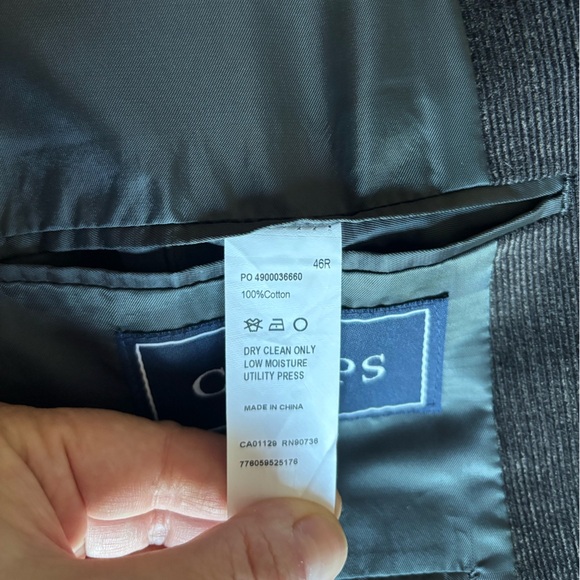 46R
PO 4900036660
100%Cotton
DRY CLEAN ONLY
LOW MOISTURE
UTILITY PRESS
MADE IN CHINA
CA01129 RN90736
776059525176